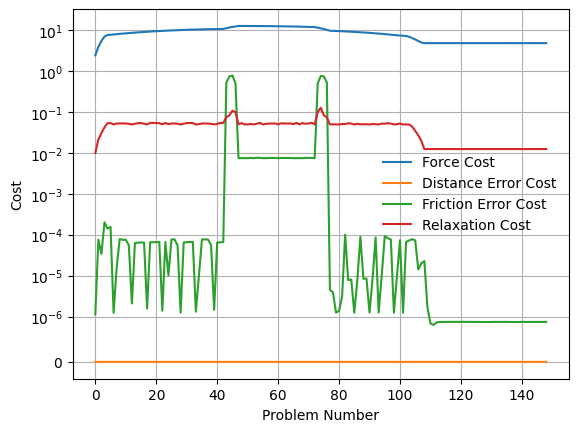 10¹
10⁰
10⁻¹
10⁻²
10⁻³
10⁻⁴
10⁻⁵
10⁻⁶
0
Cost
Force Cost
Distance Error Cost
Friction Error Cost
Relaxation Cost
0 20 40 60 80 100 120 140
Problem Number